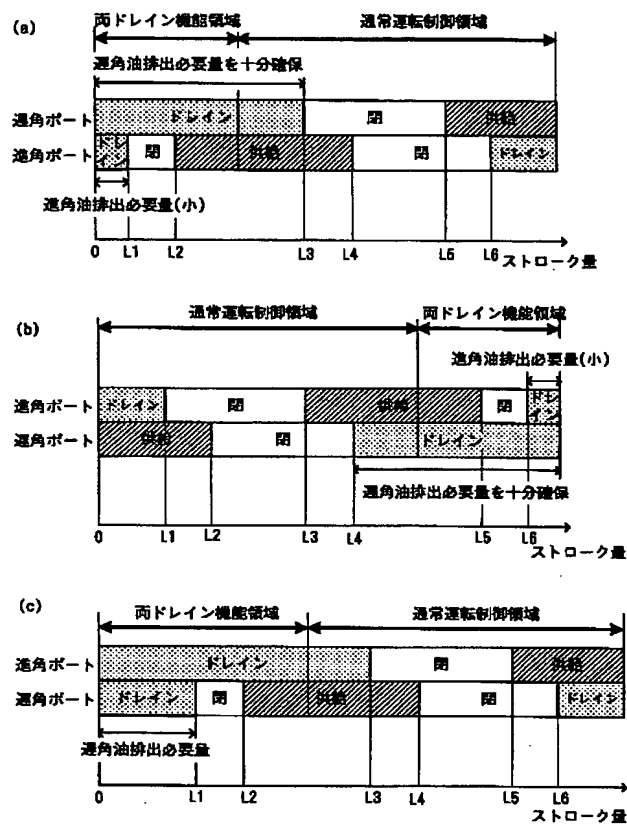 (a)
両ドレイン機能領域
通常運転制御領域
遅角油排出必要量を十分確保
遅角ポート
ドレイン
閉
供給
進角ポート
ドレイン
閉
供給
閉
ドレイン
進角油排出必要量(小)
0
L1
L2
L3
L4
L5
L6
ストローク量
(b)
通常運転制御領域
両ドレイン機能領域
進角油排出必要量(小)
進角ポート
ドレイン
閉
供給
閉
ドレイン
遅角ポート
供給
閉
ドレイン
遅角油排出必要量を十分確保
0
L1
L2
L3
L4
L5
L6
ストローク量
(c)
両ドレイン機能領域
通常運転制御領域
進角ポート
ドレイン
閉
供給
遅角ポート
ドレイン
閉
供給
閉
ドレイン
遅角油排出必要量
0
L1
L2
L3
L4
L5
L6
ストローク量